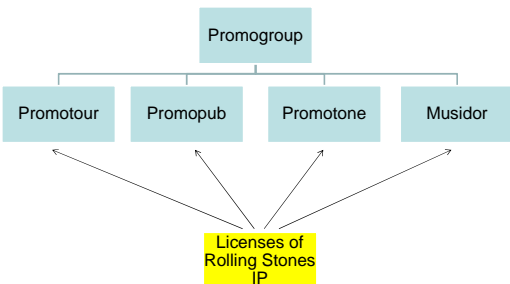 Promogroup
Promotour
Promopub
Promotone
Musidor
Licenses of
Rolling Stones
IP